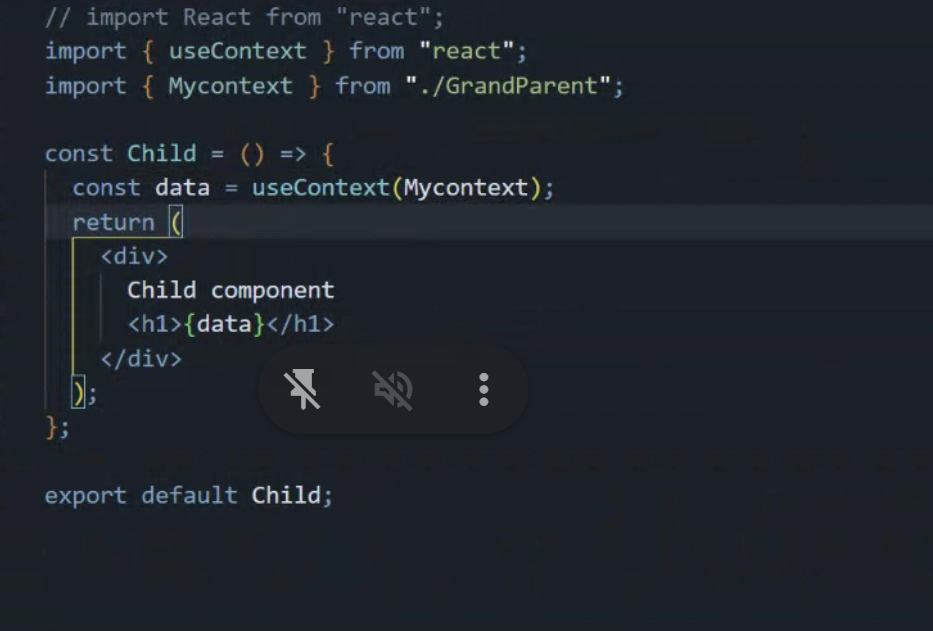 // import React from "react";
import { useContext } from "react";
import { Mycontext } from "./GrandParent";
const Child = () => {
const data = useContext(Mycontext);
return (
<div>
Child component
<h1>{data}</h1>
</div>
);
};
export default Child;